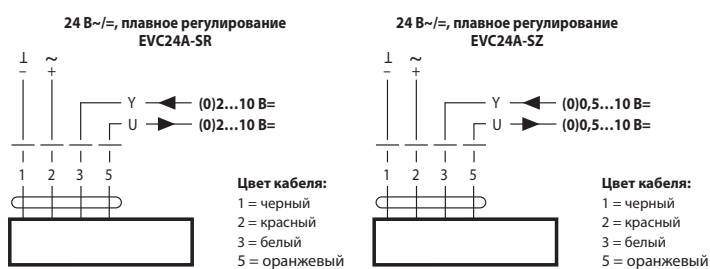 24 В~/=, плавное регулирование
EVC24A-SR
⊥ ~
– +
Y (0)2…10 В=
U (0)2…10 В=
1 2 3 5
Цвет кабеля:
1 = черный
2 = красный
3 = белый
5 = оранжевый
24 В~/=, плавное регулирование
EVC24A-SZ
⊥ ~
– +
Y (0)0,5…10 В=
U (0)0,5…10 В=
1 2 3 5
Цвет кабеля:
1 = черный
2 = красный
3 = белый
5 = оранжевый